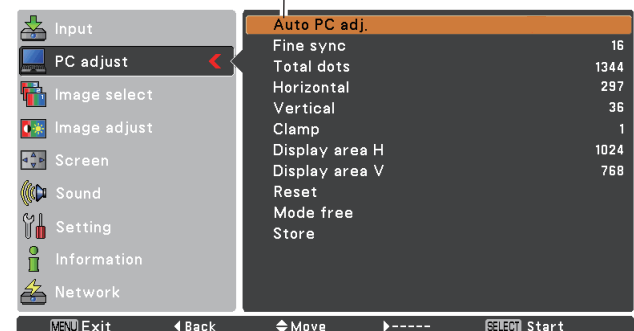 Input
PC adjust
Image select
Image adjust
Screen
Sound
Setting
Information
Network
Auto PC adj.
Fine sync 16
Total dots 1344
Horizontal 297
Vertical 36
Clamp 1
Display area H 1024
Display area V 768
Reset
Mode free
Store
MENU Exit ◀Back ◆Move ▶----- SELECT Start